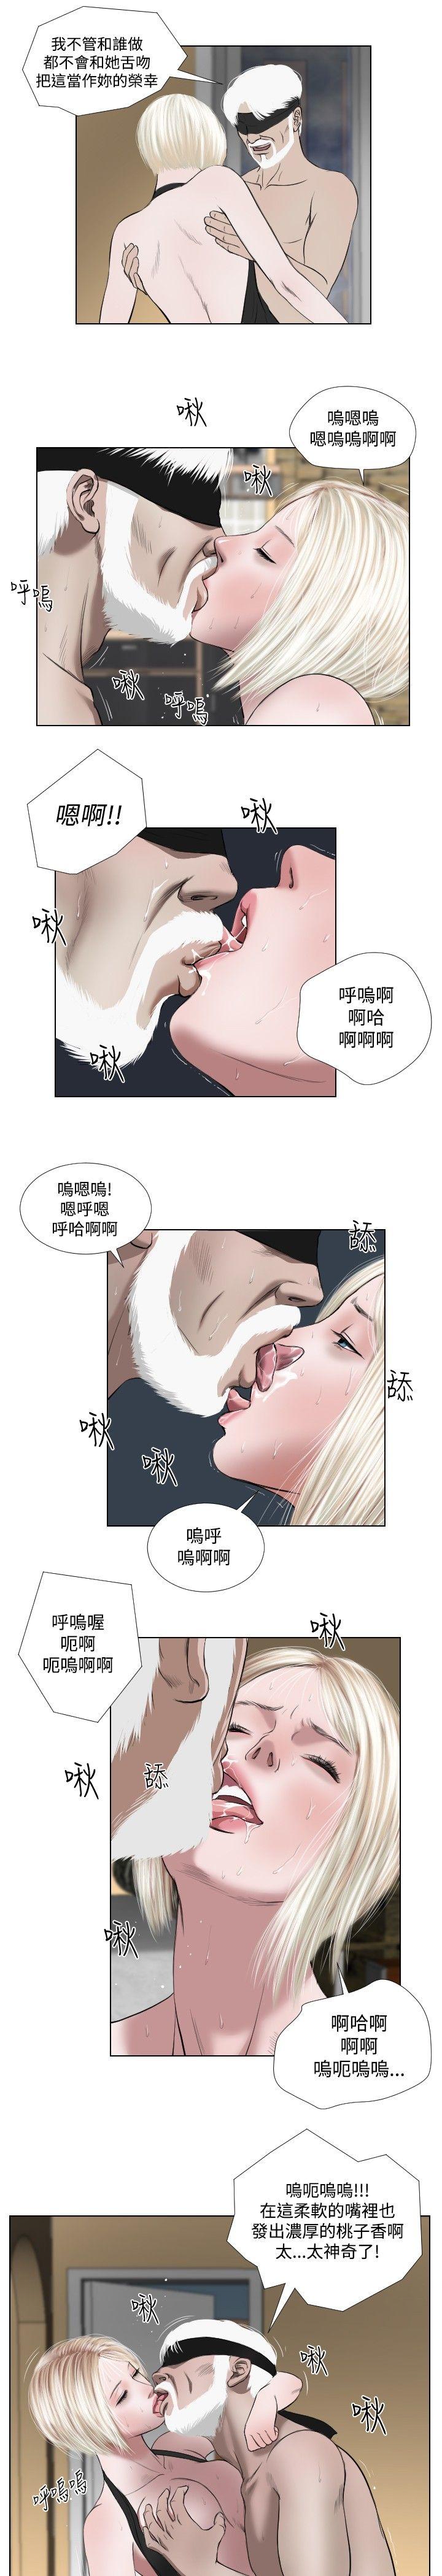 我不管和誰做
都不會和她舌吻
把這當作妳的榮幸
啾
嗚嗯嗚
嗯嗚嗚啊啊
啾
呼嗚
啾
呼嗚
嗯啊!!
啾
啾
呼嗚啊
啊哈
啊啊啊
啾
嗚嗯嗚!
嗯呼嗯
呼哈啊啊
舔
舔
啾
啾
嗚呼
嗚啊啊
呼嗚喔
呃啊
呃嗚啊啊
啾
啾
舔
啾
啊哈啊
啊啊
嗚呃嗚嗚...
嗚呃嗚嗚!!!
在這柔軟的嘴裡也
發出濃厚的桃子香啊
太...太神奇了!
啾
啾
啾
呼嗚嗚